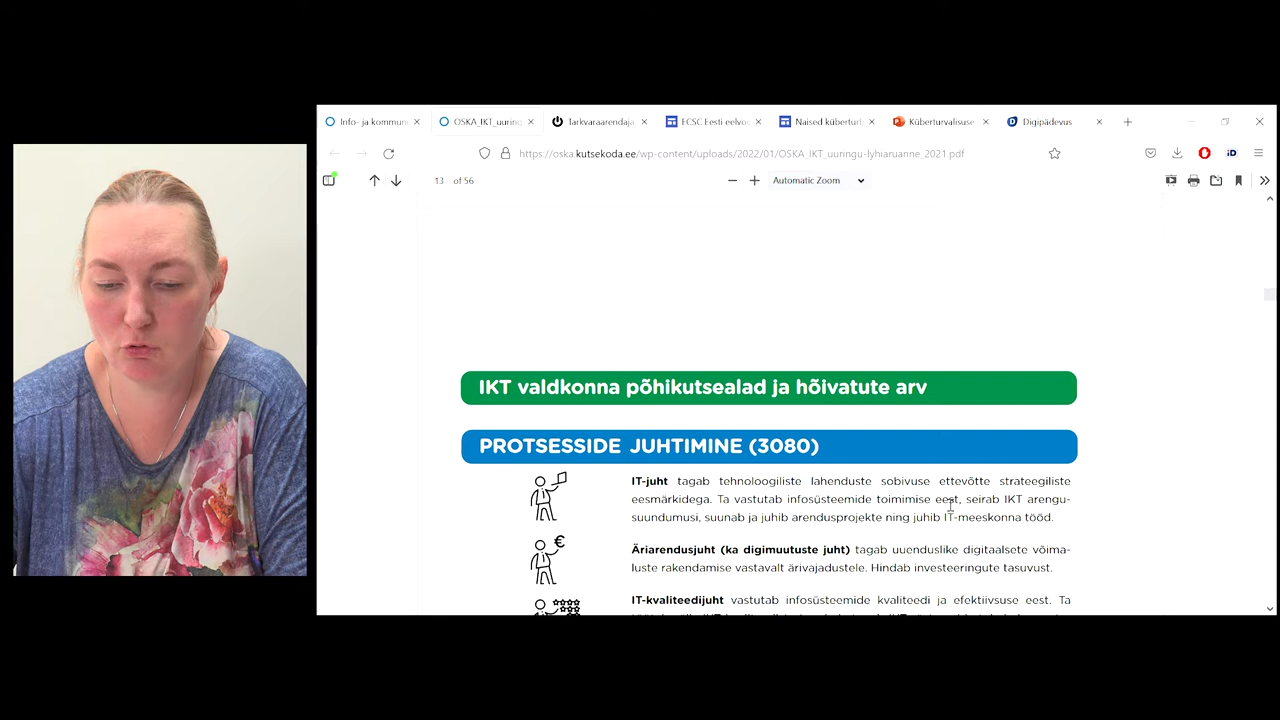 Info- ja kommun
OSKA_IKT_uuring
Tarkvaraarendaja
ECSC Eesti eelvoo
Naised küberturb
Küberturvalisuse
Digipädevus
https://oska.kutsekoda.ee/wp-content/uploads/2022/01/OSKA_IKT_uuringu-lyhiaruanne_2021.pdf
iD
13 of 56
Automatic Zoom
IKT valdkonna põhikutsealad ja hõivatute arv
PROTSESSIDE JUHTIMINE (3080)
IT-juht tagab tehnoloogiliste lahenduste sobivuse ettevõtte strateegiliste
eesmärkidega. Ta vastutab infosüsteemide toimimise eest, seirab IKT arengu-
suundumusi, suunab ja juhib arendusprojekte ning juhib IT-meeskonna tööd.
€
Äriarendusjuht (ka digimuutuste juht) tagab uuenduslike digitaalsete võima-
luste rakendamise vastavalt ärivajadustele. Hindab investeeringute tasuvust.
IT-kvaliteedijuht vastutab infosüsteemide kvaliteedi ja efektiivsuse eest. Ta